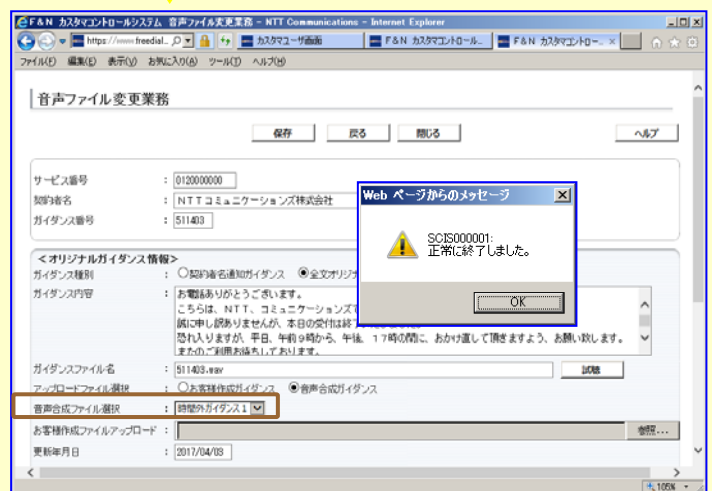 F＆N カスタマコントロールシステム 音声ファイル変更業務 - NTT Communications - Internet Explorer
https://www.freedial...
カスタマユーザ画面
F＆N カスタマコントロール...
F＆N カスタマコントロー...
ファイル(F) 編集(E) 表示(V) お気に入り(A) ツール(T) ヘルプ(H)
音声ファイル変更業務
保存 戻る 閉じる ヘルプ
サービス番号 : 0120000000
契約者名 : NTTコミュニケーションズ株式会社
ガイダンス番号 : 511403
Web ページからのメッセージ
SCIS000001:
正常に終了しました。
OK
＜オリジナルガイダンス情報＞
ガイダンス種別 : 契約者名通知ガイダンス 全文オリジナ
ガイダンス内容 : お電話ありがとうございます。
こちらは、NTT、コミュニケーションズで
誠に申し訳ありませんが、本日の受付は終了いたしました。
恐れ入りますが、平日、午前９時から、午後、１７時の間に、おかけ直して頂きますよう、お願い致します。
またのご利用お待ちしております。
ガイダンスファイル名 : 511403.wav 試聴
アップロードファイル選択 : お客様作成ガイダンス 音声合成ガイダンス
音声合成ファイル選択 : 時間外ガイダンス１
お客様作成ファイルアップロード : 参照...
更新年月日 : 2017/04/03
105%